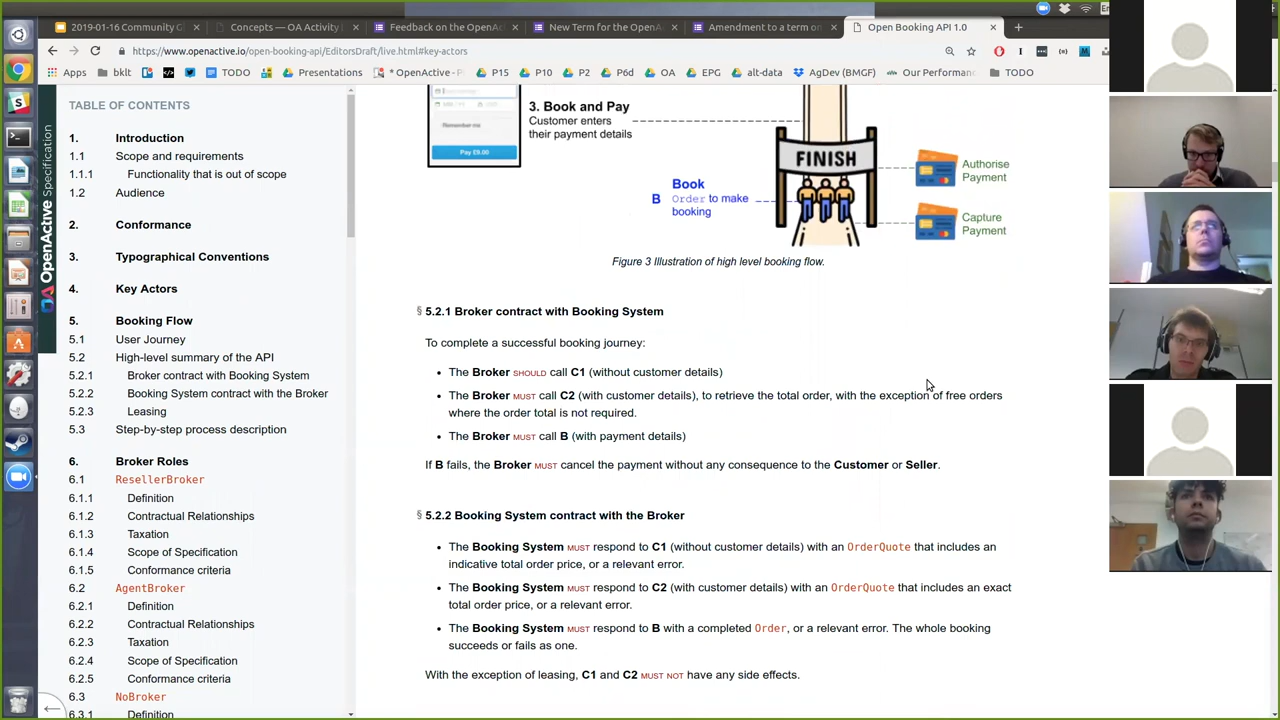 2019-01-16 Community G
Concepts — OA Activity L
Feedback on the OpenAc
New Term for the OpenA
Amendment to a term on
Open Booking API 1.0
En
https://www.openactive.io/open-booking-api/EditorsDraft/live.html#key-actors
Apps
bklt
TODO
Presentations
* OpenActive - P
P15
P10
P2
P6d
OA
EPG
alt-data
AgDev (BMGF)
Our Performanc
TODO
OpenActive Specification
TABLE OF CONTENTS
1. Introduction
1.1 Scope and requirements
1.1.1 Functionality that is out of scope
1.2 Audience
2. Conformance
3. Typographical Conventions
4. Key Actors
5. Booking Flow
5.1 User Journey
5.2 High-level summary of the API
5.2.1 Broker contract with Booking System
5.2.2 Booking System contract with the Broker
5.2.3 Leasing
5.3 Step-by-step process description
6. Broker Roles
6.1 ResellerBroker
6.1.1 Definition
6.1.2 Contractual Relationships
6.1.3 Taxation
6.1.4 Scope of Specification
6.1.5 Conformance criteria
6.2 AgentBroker
6.2.1 Definition
6.2.2 Contractual Relationships
6.2.3 Taxation
6.2.4 Scope of Specification
6.2.5 Conformance criteria
6.3 NoBroker
6.3.1 Definition
Remember me
Pay £9.00
3. Book and Pay
Customer enters
their payment details
FINISH
B
Book
Order to make
booking
Authorise
Payment
Capture
Payment
Figure 3 Illustration of high level booking flow.
§ 5.2.1 Broker contract with Booking System
To complete a successful booking journey:
• The Broker SHOULD call C1 (without customer details)
• The Broker MUST call C2 (with customer details), to retrieve the total order, with the exception of free orders
where the order total is not required.
• The Broker MUST call B (with payment details)
If B fails, the Broker MUST cancel the payment without any consequence to the Customer or Seller.
§ 5.2.2 Booking System contract with the Broker
• The Booking System MUST respond to C1 (without customer details) with an OrderQuote that includes an
indicative total order price, or a relevant error.
• The Booking System MUST respond to C2 (with customer details) with an OrderQuote that includes an exact
total order price, or a relevant error.
• The Booking System MUST respond to B with a completed Order, or a relevant error. The whole booking
succeeds or fails as one.
With the exception of leasing, C1 and C2 MUST NOT have any side effects.